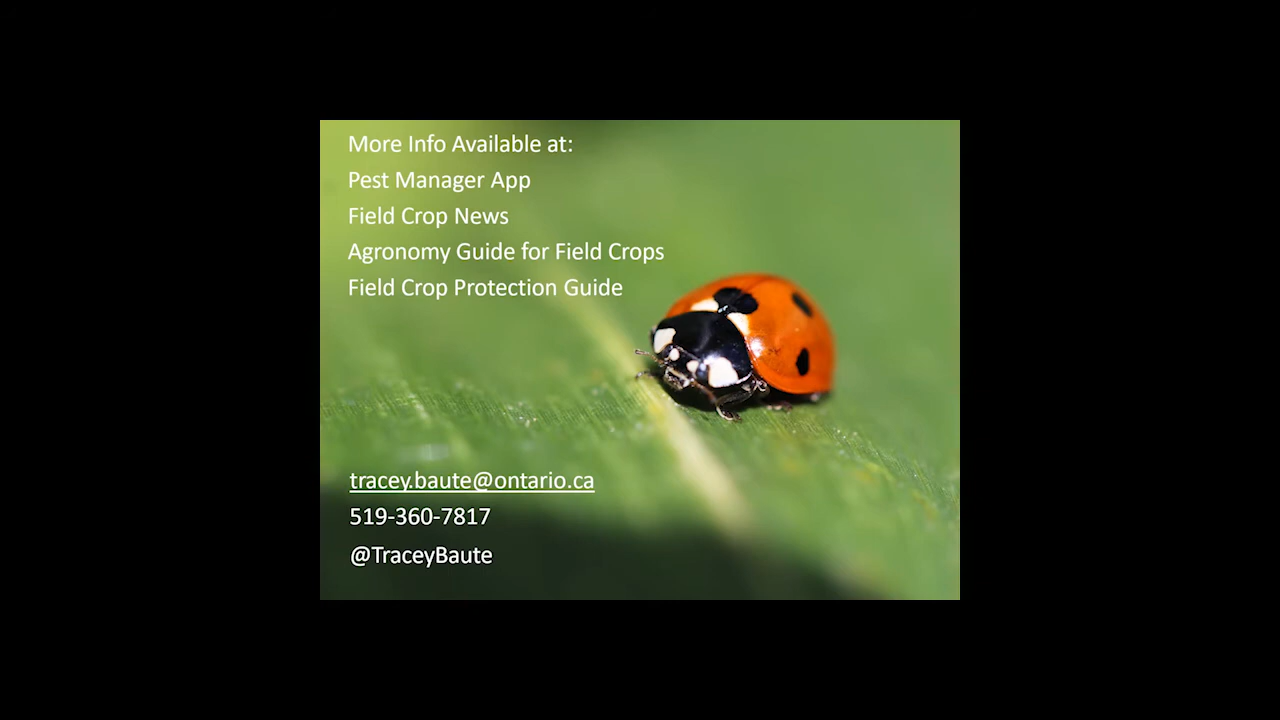 More Info Available at:
Pest Manager App
Field Crop News
Agronomy Guide for Field Crops
Field Crop Protection Guide
tracey.baute@ontario.ca
519-360-7817
@TraceyBaute